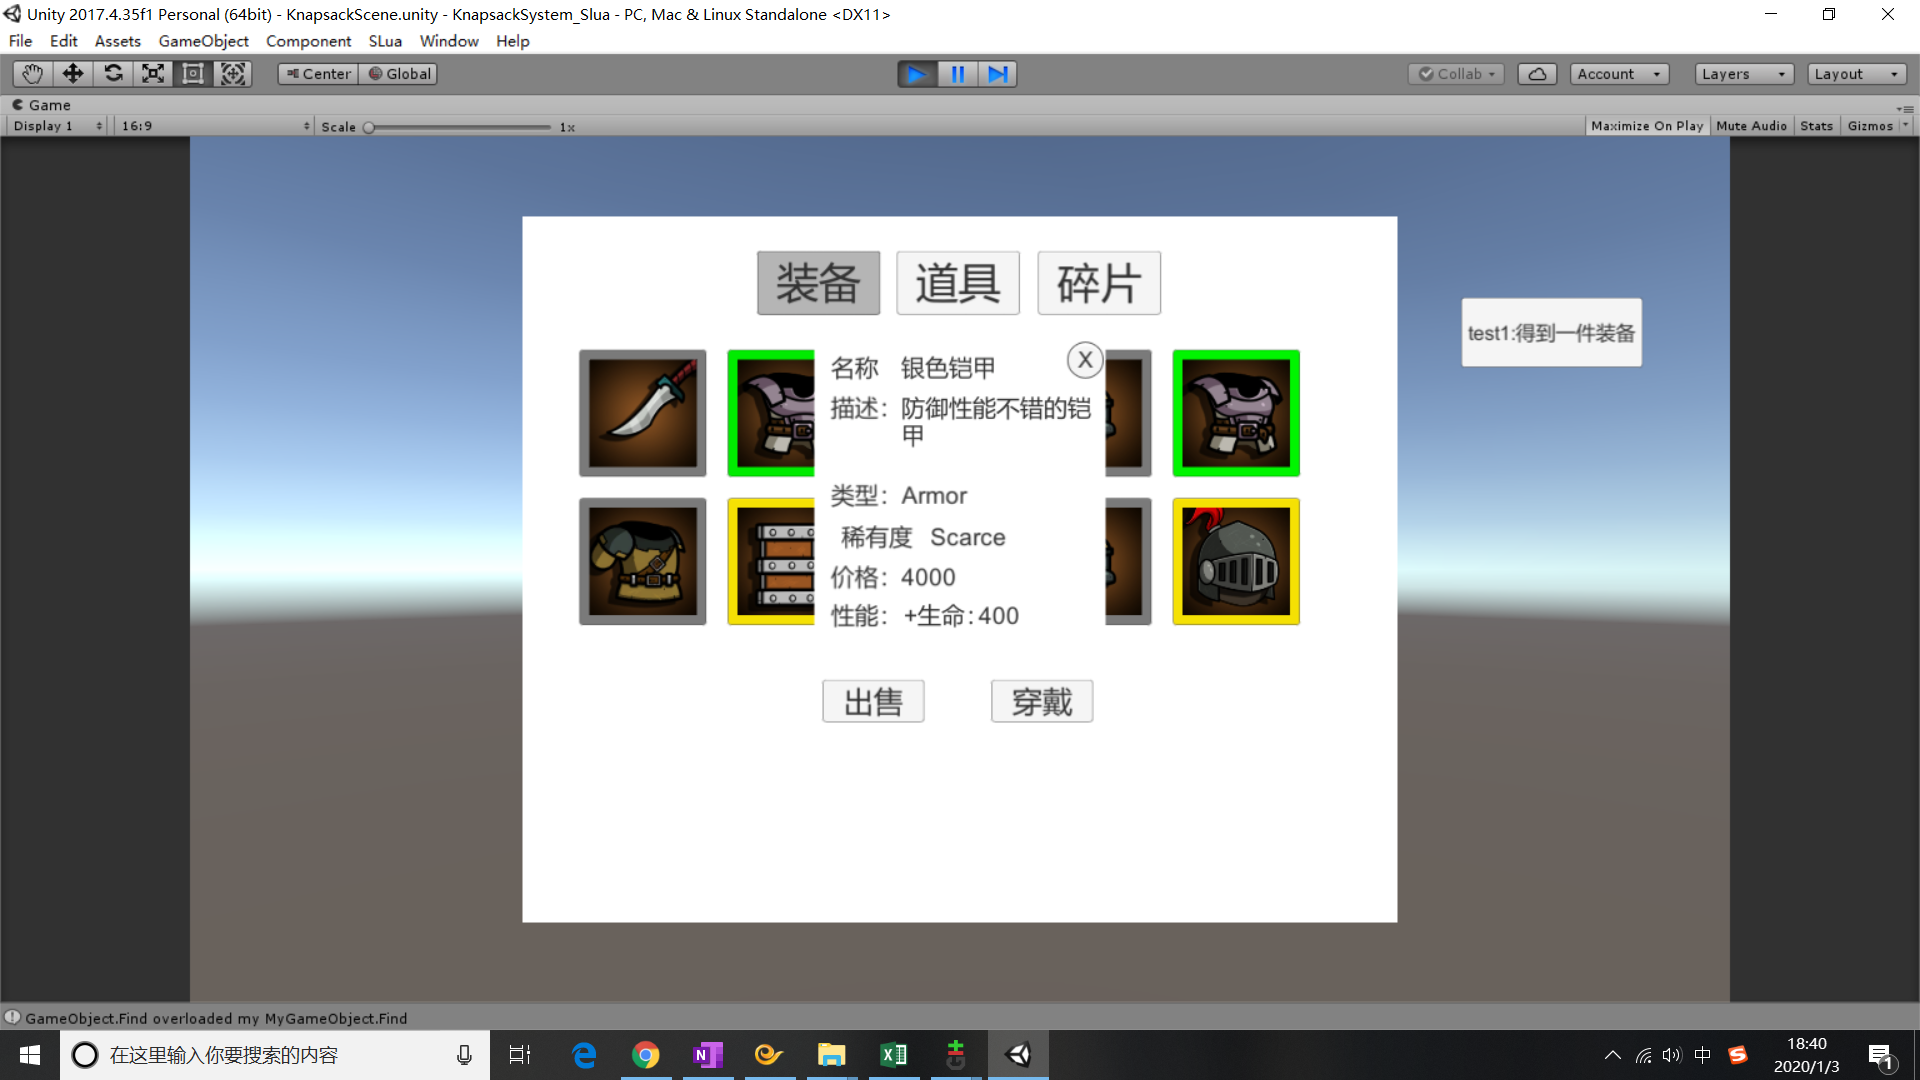 Unity 2017.4.35f1 Personal (64bit) - KnapsackScene.unity - KnapsackSystem_Slua - PC, Mac & Linux Standalone <DX11>
File Edit Assets GameObject Component SLua Window Help
Center Global Collab Account Layers Layout
Game
Display 1 16:9 Scale 1x Maximize On Play Mute Audio Stats Gizmos
装备 道具 碎片
test1:得到一件装备
名称 银色铠甲 X
描述: 防御性能不错的铠
甲
类型: Armor
稀有度 Scarce
价格: 4000
性能: +生命:400
出售 穿戴
GameObject.Find overloaded my MyGameObject.Find
在这里输入你要搜索的内容
中
18:40
2020/1/3
1